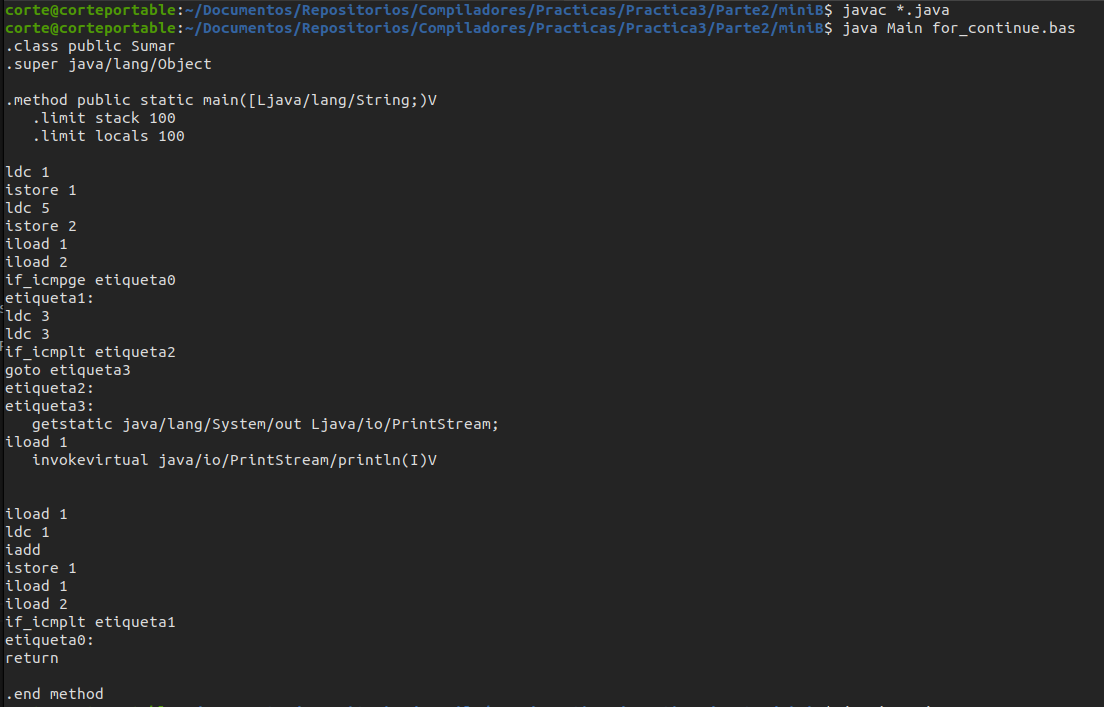 corte@corteportable:~/Documentos/Repositorios/Compiladores/Practicas/Practica3/Parte2/miniB$ javac *.java
corte@corteportable:~/Documentos/Repositorios/Compiladores/Practicas/Practica3/Parte2/miniB$ java Main for_continue.bas
.class public Sumar
.super java/lang/Object
.method public static main([Ljava/lang/String;)V
.limit stack 100
.limit locals 100
ldc 1
istore 1
ldc 5
istore 2
iload 1
iload 2
if_icmpge etiqueta0
etiqueta1:
ldc 3
ldc 3
if_icmplt etiqueta2
goto etiqueta3
etiqueta2:
etiqueta3:
getstatic java/lang/System/out Ljava/io/PrintStream;
iload 1
invokevirtual java/io/PrintStream/println(I)V
iload 1
ldc 1
iadd
istore 1
iload 1
iload 2
if_icmplt etiqueta1
etiqueta0:
return
.end method